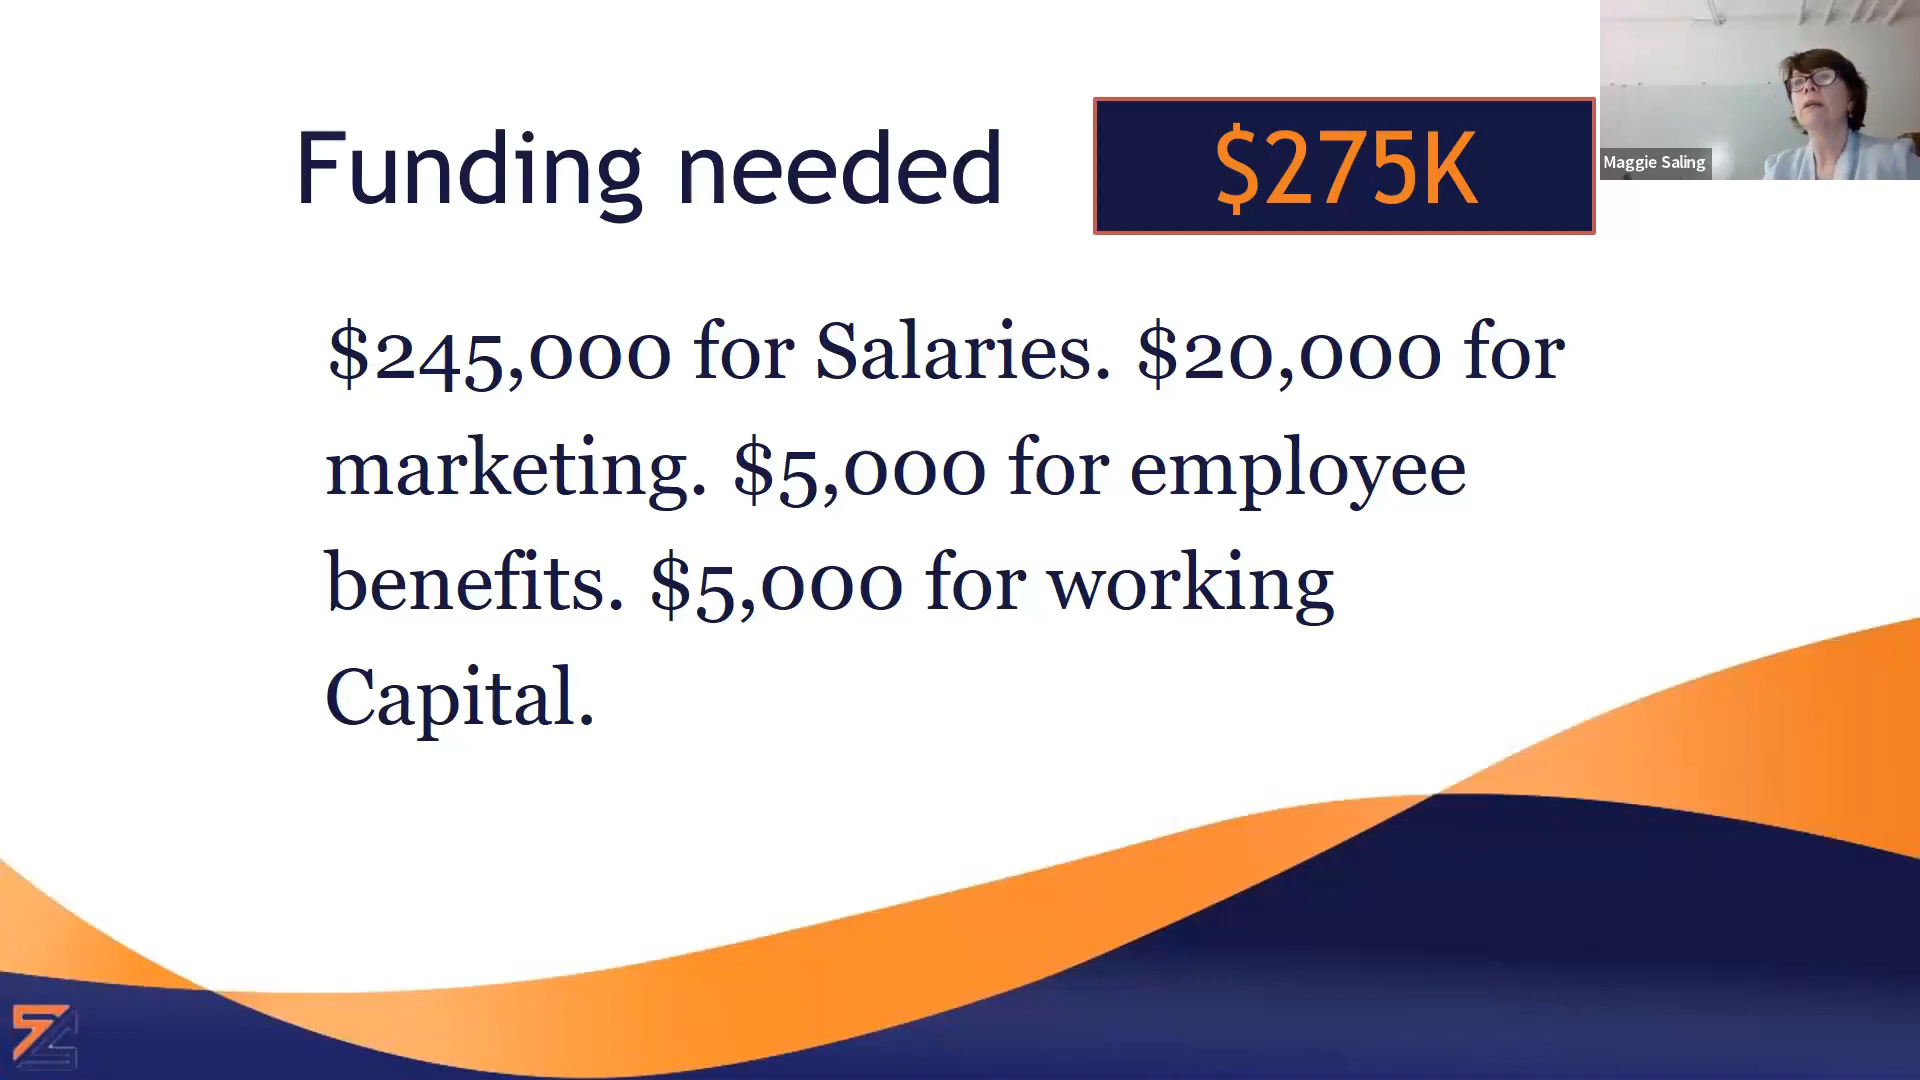 Funding needed
$275K
Maggie Saling
$245,000 for Salaries. $20,000 for
marketing. $5,000 for employee
benefits. $5,000 for working
Capital.